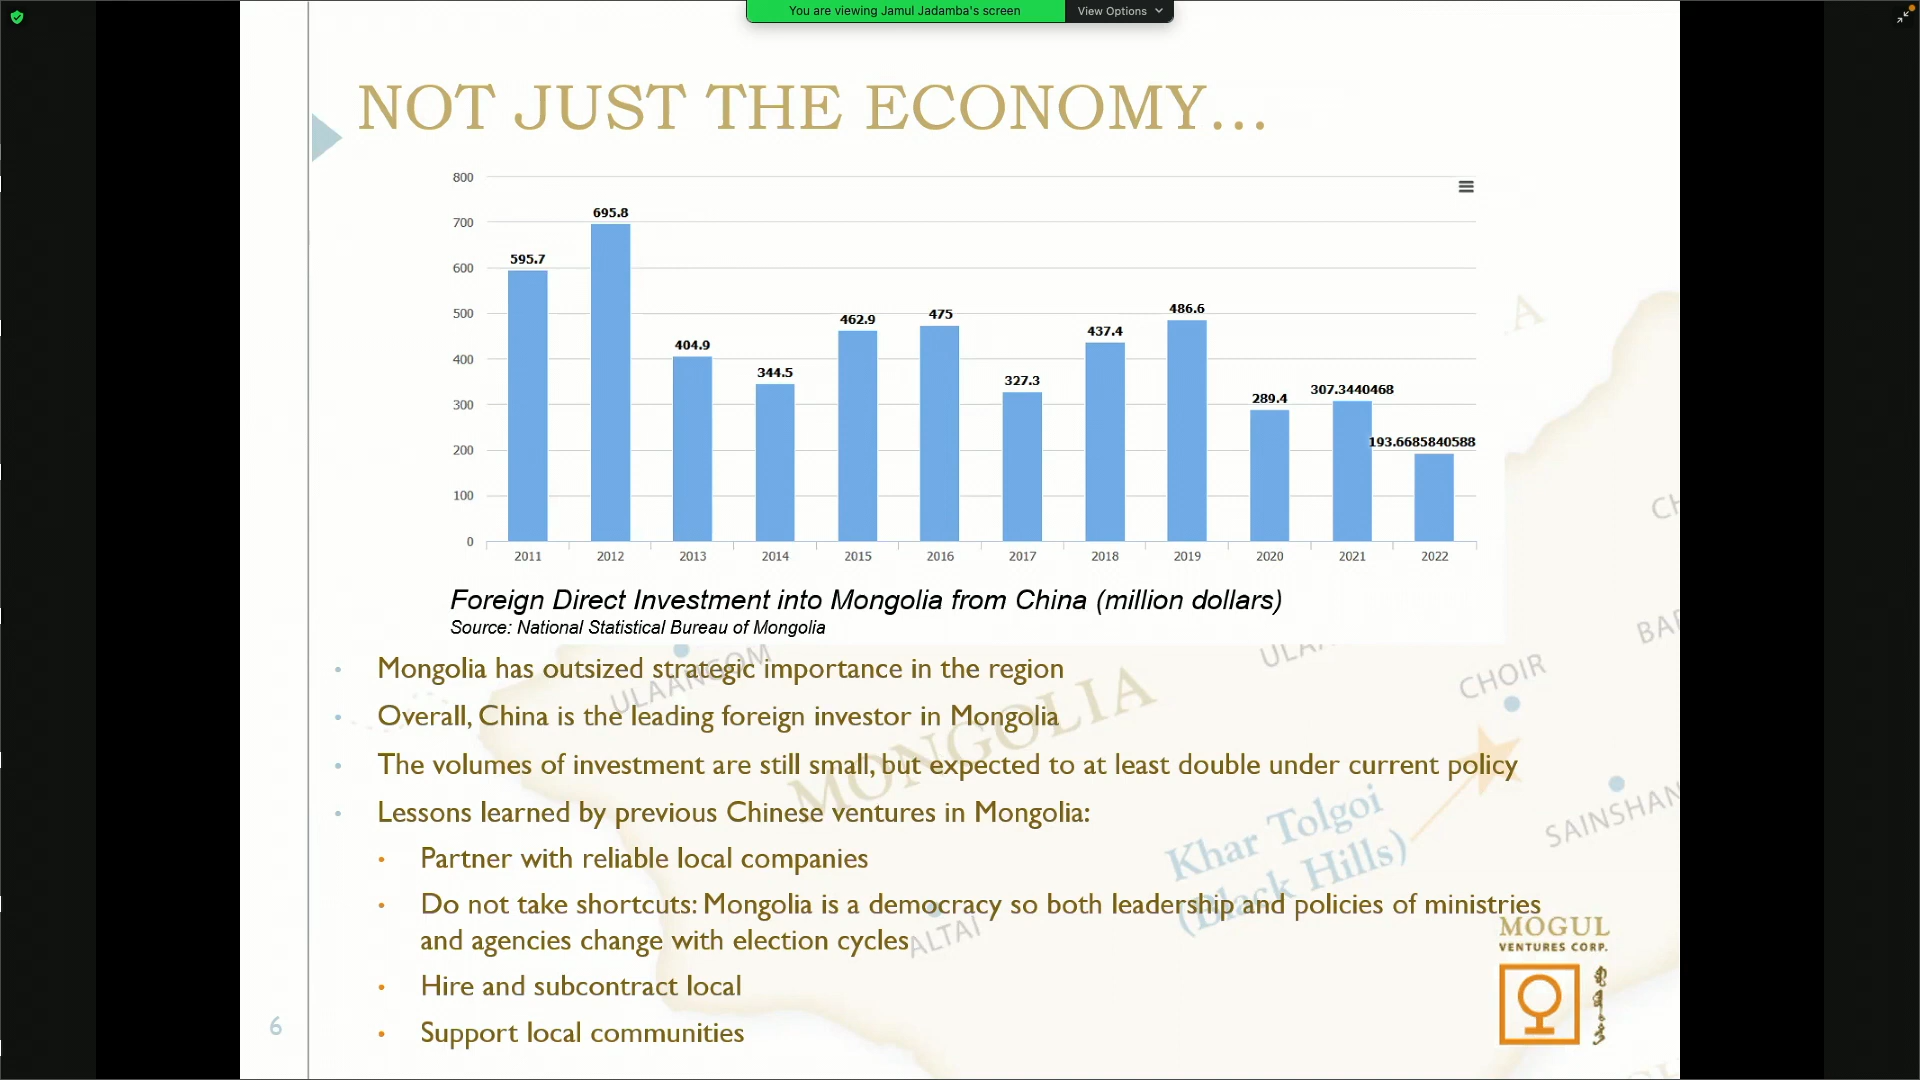 You are viewing Jamul Jadamba's screen
View Options
NOT JUST THE ECONOMY...
800
700
600
500
400
300
200
100
0
595.7
695.8
404.9
344.5
462.9
475
327.3
437.4
486.6
289.4
307.3440468
193.6685840588
2011
2012
2013
2014
2015
2016
2017
2018
2019
2020
2021
2022
Foreign Direct Investment into Mongolia from China (million dollars)
Source: National Statistical Bureau of Mongolia
• Mongolia has outsized strategic importance in the region
• Overall, China is the leading foreign investor in Mongolia
• The volumes of investment are still small, but expected to at least double under current policy
• Lessons learned by previous Chinese ventures in Mongolia:
• Partner with reliable local companies
• Do not take shortcuts: Mongolia is a democracy so both leadership and policies of ministries
and agencies change with election cycles
• Hire and subcontract local
• Support local communities
ULAANGOM
MONGOLIA
CHOIR
Khar Tolgoi
(Black Hills)
ALTAI
MOGUL
VENTURES CORP.
6